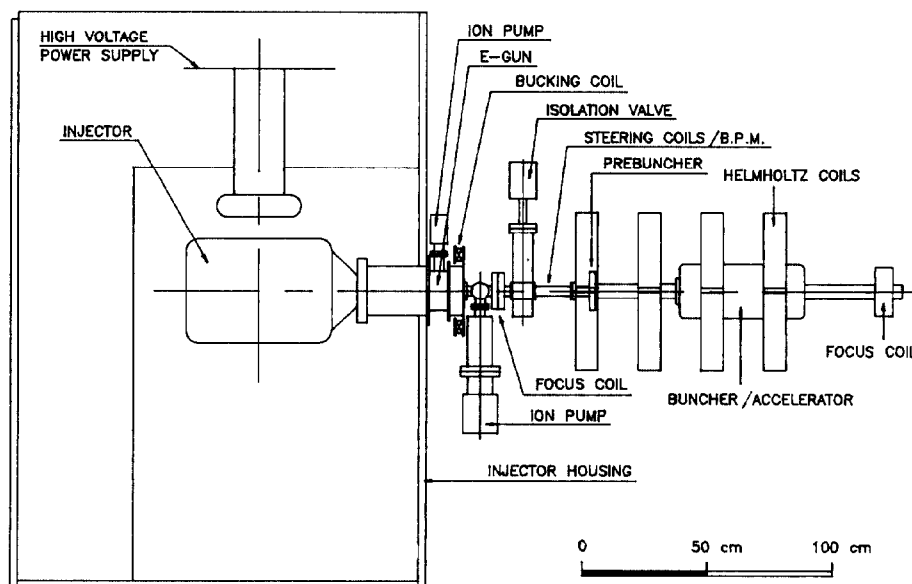 HIGH VOLTAGE
POWER SUPPLY
INJECTOR
ION PUMP
E-GUN
BUCKING COIL
ISOLATION VALVE
STEERING COILS/B.P.M.
PREBUNCHER
HELMHOLTZ COILS
FOCUS COIL
FOCUS COIL
BUNCHER/ACCELERATOR
ION PUMP
INJECTOR HOUSING
0 50 cm 100 cm